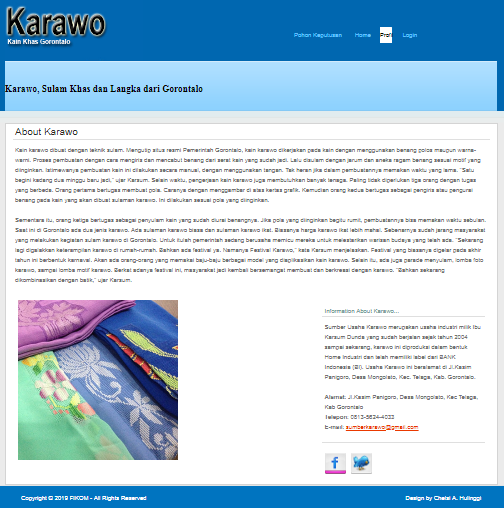 Karawo
Kain Khas Gorontalo
Pohon Keputusan Home Profil Login
Karawo, Sulam Khas dan Langka dari Gorontalo
About Karawo
Kain karawo dibuat dengan teknik sulam. Mengutip situs resmi Pemerintah Gorontalo, kain karawo dikerjakan pada kain dengan menggunakan benang polos maupun warna-
warni. Proses pembuatan dengan cara mengiris dan mencabut benang dari serat kain yang sudah jadi. Lalu disulam dengan jarum dan aneka ragam benang sesuai motif yang
diinginkan. Istimewanya pembuatan kain ini dilakukan secara manual, dengan menggunakan tangan. Tak heran jika dalam pembuatannya memakan waktu yang lama. "Satu
begini kadang dua minggu baru jadi," ujar Karsum. Selain waktu, pengerjaan kain karawo juga membutuhkan banyak tenaga. Paling tidak diperlukan tiga orang dengan tugas
yang berbeda. Orang pertama bertugas membuat pola. Caranya dengan menggambar di atas kertas grafik. Kemudian orang kedua bertugas sebagai pengiris atau pengurai
benang pada kain yang akan dibuat sulaman karawo. Ini dilakukan sesuai pola yang diinginkan.
Sementara itu, orang ketiga bertugas sebagai penyulam kain yang sudah diurai benangnya. Jika pola yang diinginkan begitu rumit, pembuatannya bisa memakan waktu sebulan.
Saat ini di Gorontalo ada dua jenis karawo. Ada sulaman karawo biasa dan sulaman karawo ikat. Biasanya harga karawo ikat lebih mahal. Sebenarnya sudah jarang masyarakat
yang melakukan kegiatan sulam karawo di Gorontalo. Untuk itulah pemerintah sedang berusaha memicu mereka untuk melestarikan warisan budaya yang telah ada. "Sekarang
lagi digalakkan keterampilan karawo di rumah-rumah. Bahkan, ada festivalnya ya. Namanya Festival Karawo," kata Karsum menjelaskan. Festival yang biasanya digelar pada akhir
tahun ini berbentuk karnaval. Akan ada orang-orang yang memakai baju-baju berbagai model yang diaplikasikan kain karawo. Selain itu, ada juga parade menyulam, lomba foto
karawo, sampai lomba motif karawo. Berkat adanya festival ini, masyarakat jadi kembali bersemangat membuat dan berkreasi dengan karawo. "Bahkan sekarang
dikombinasikan dengan batik," ujar Karsum.
Information About Karawo...
Sumber Usaha Karawo merupakan usaha industri milik Ibu
Karsum Dunda yang sudah berjalan sejak tahun 2004
sampai sekarang, karawo ini diproduksi dalam bentuk
Home Industri dan telah memiliki label dari BANK
Indonesia (BI). Usaha Karawo ini beralamat di Jl.Kasim
Panigoro, Desa Mongolato, Kec. Telaga, Kab. Gorontalo.
Alamat: Jl.Kasim Panigoro, Desa Mongolato, Kec Telaga,
Kab Gorontalo
Telepon: 0813-5624-4033
E-mail: sumberkarawo@gmail.com
Copyright © 2019 FIKOM - All Rights Reserved
Design by Chatal A. Hulinggi